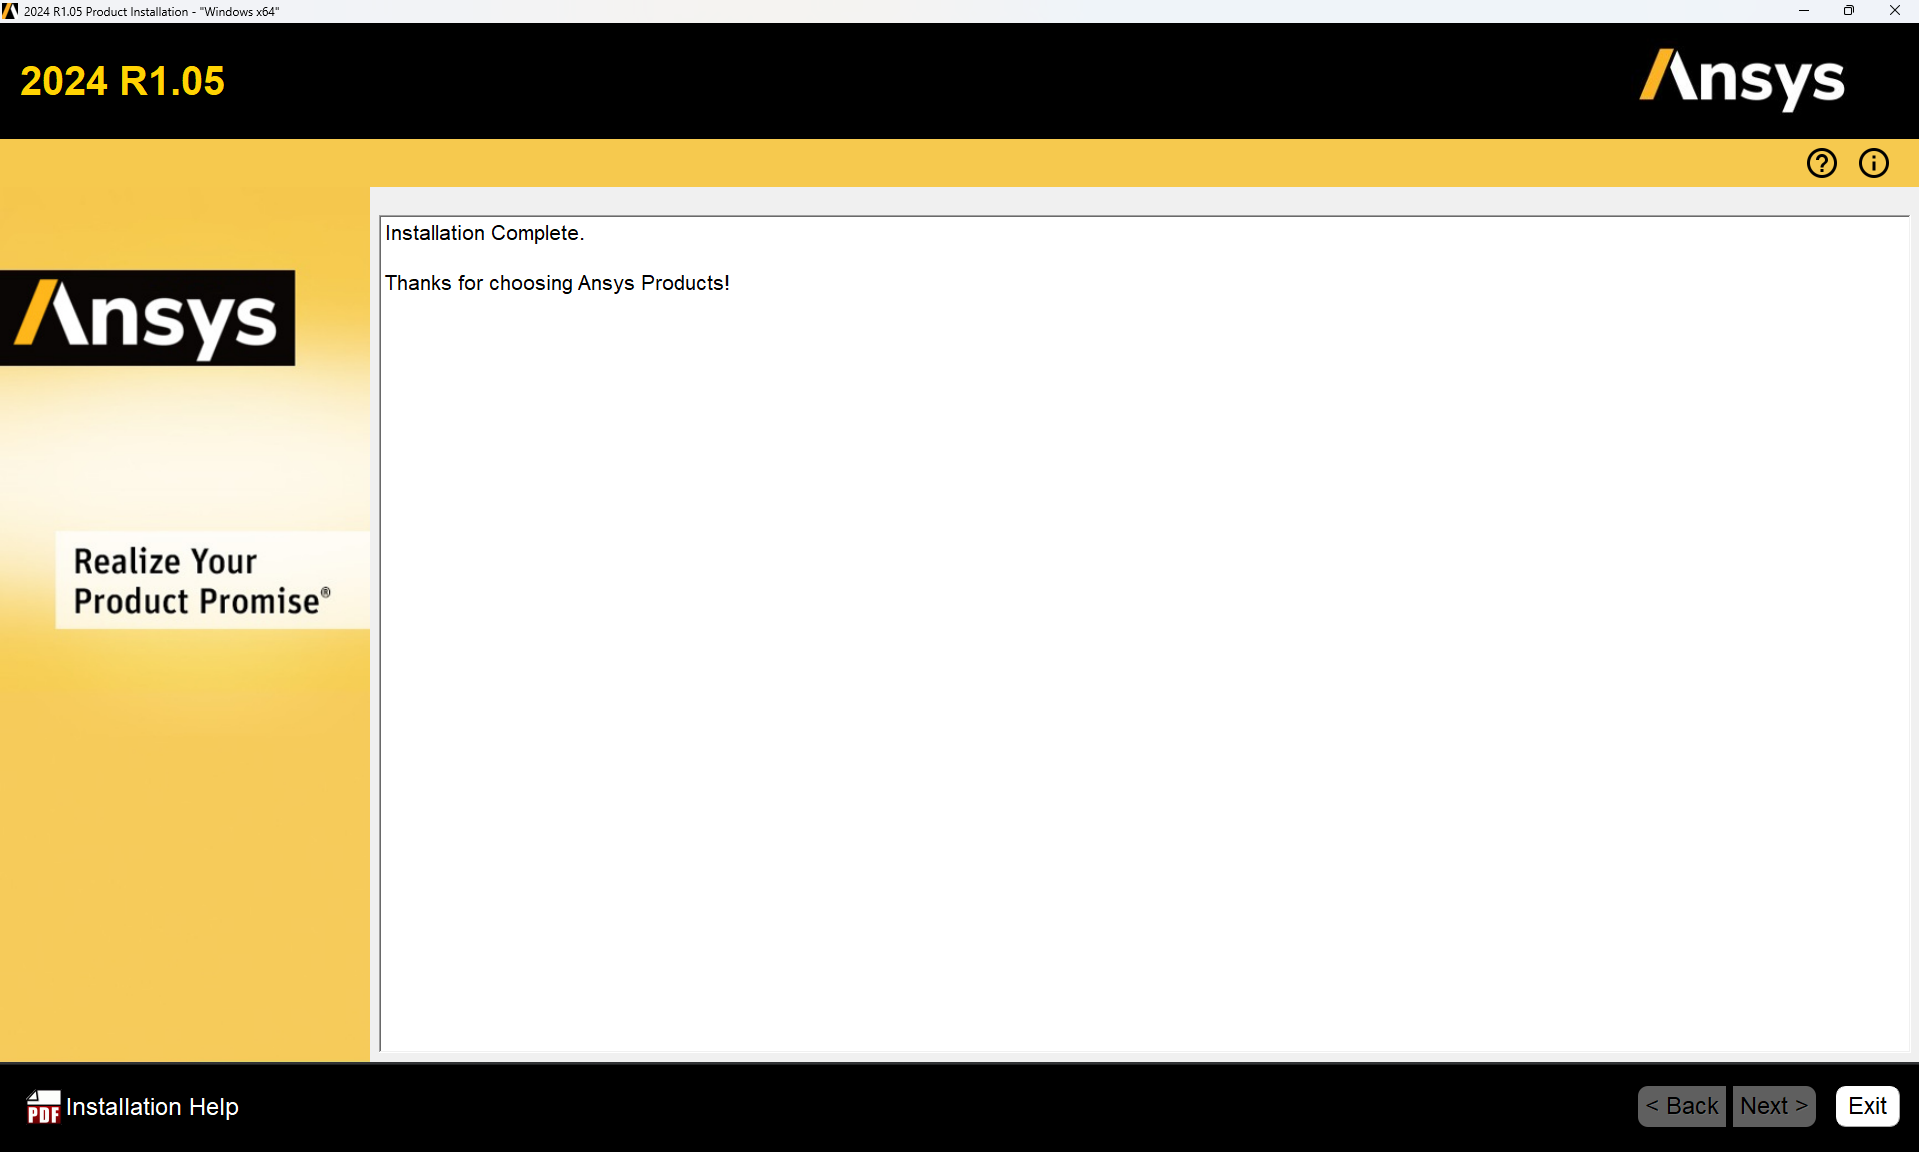 2024 R1.05 Product Installation - "Windows x64"
2024 R1.05
Ansys
Installation Complete.
Thanks for choosing Ansys Products!
Ansys
Realize Your
Product Promise®
PDF Installation Help
< Back Next > Exit